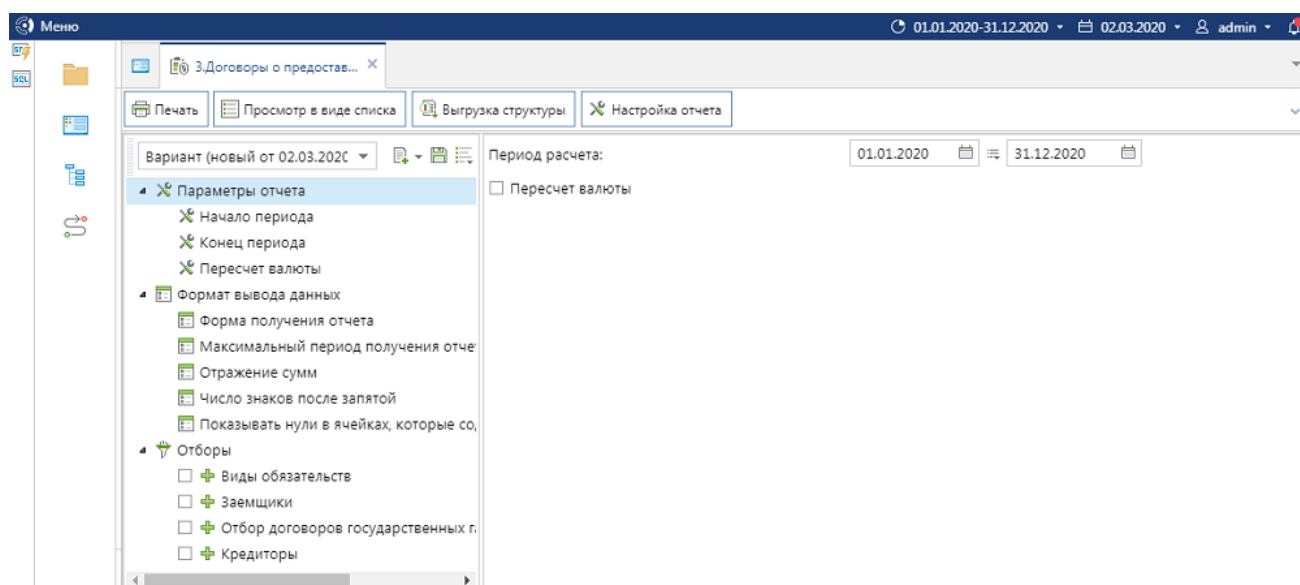 Меню 01.01.2020-31.12.2020 02.03.2020 admin
SQL
3.Договоры о предостав...
Печать Просмотр в виде списка Выгрузка структуры Настройка отчета
Вариант (новый от 02.03.202 Период расчета: 01.01.2020 31.12.2020
Параметры отчета Пересчет валюты
Начало периода
Конец периода
Пересчет валюты
Формат вывода данных
Форма получения отчета
Максимальный период получения отче
Отражение сумм
Число знаков после запятой
Показывать нули в ячейках, которые со
Отборы
Виды обязательств
Заемщики
Отбор договоров государственных г
Кредиторы